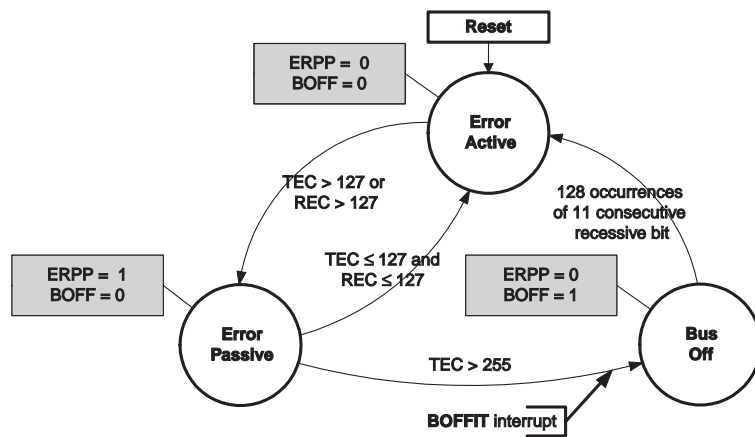 Reset
ERPP = 0
BOFF = 0
Error
Active
TEC > 127 or
REC > 127
128 occurrences
of 11 consecutive
recessive bit
TEC ≤ 127 and
REC ≤ 127
ERPP = 1
BOFF = 0
ERPP = 0
BOFF = 1
Error
Passive
Bus
Off
TEC > 255
BOFFIT interrupt